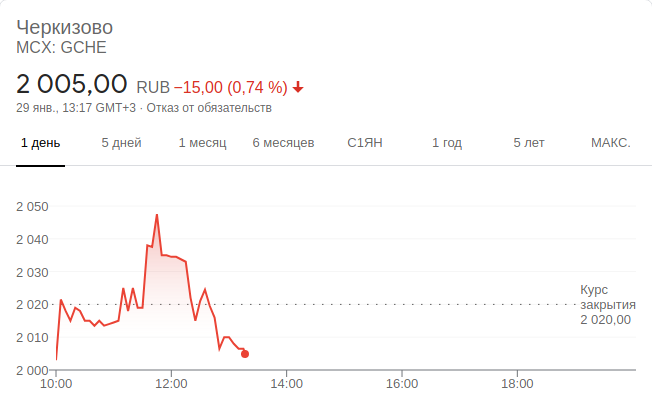 Черкизово
MCX: GCHE
2 005,00 RUB −15,00 (0,74 %)
29 янв., 13:17 GMT+3 · Отказ от обязательств
1 день 5 дней 1 месяц 6 месяцев С1ЯН 1 год 5 лет МАКС.
2 050
2 040
2 030
Курс
2 020 закрытия
2 020,00
2 010
2 000
10:00 12:00 14:00 16:00 18:00